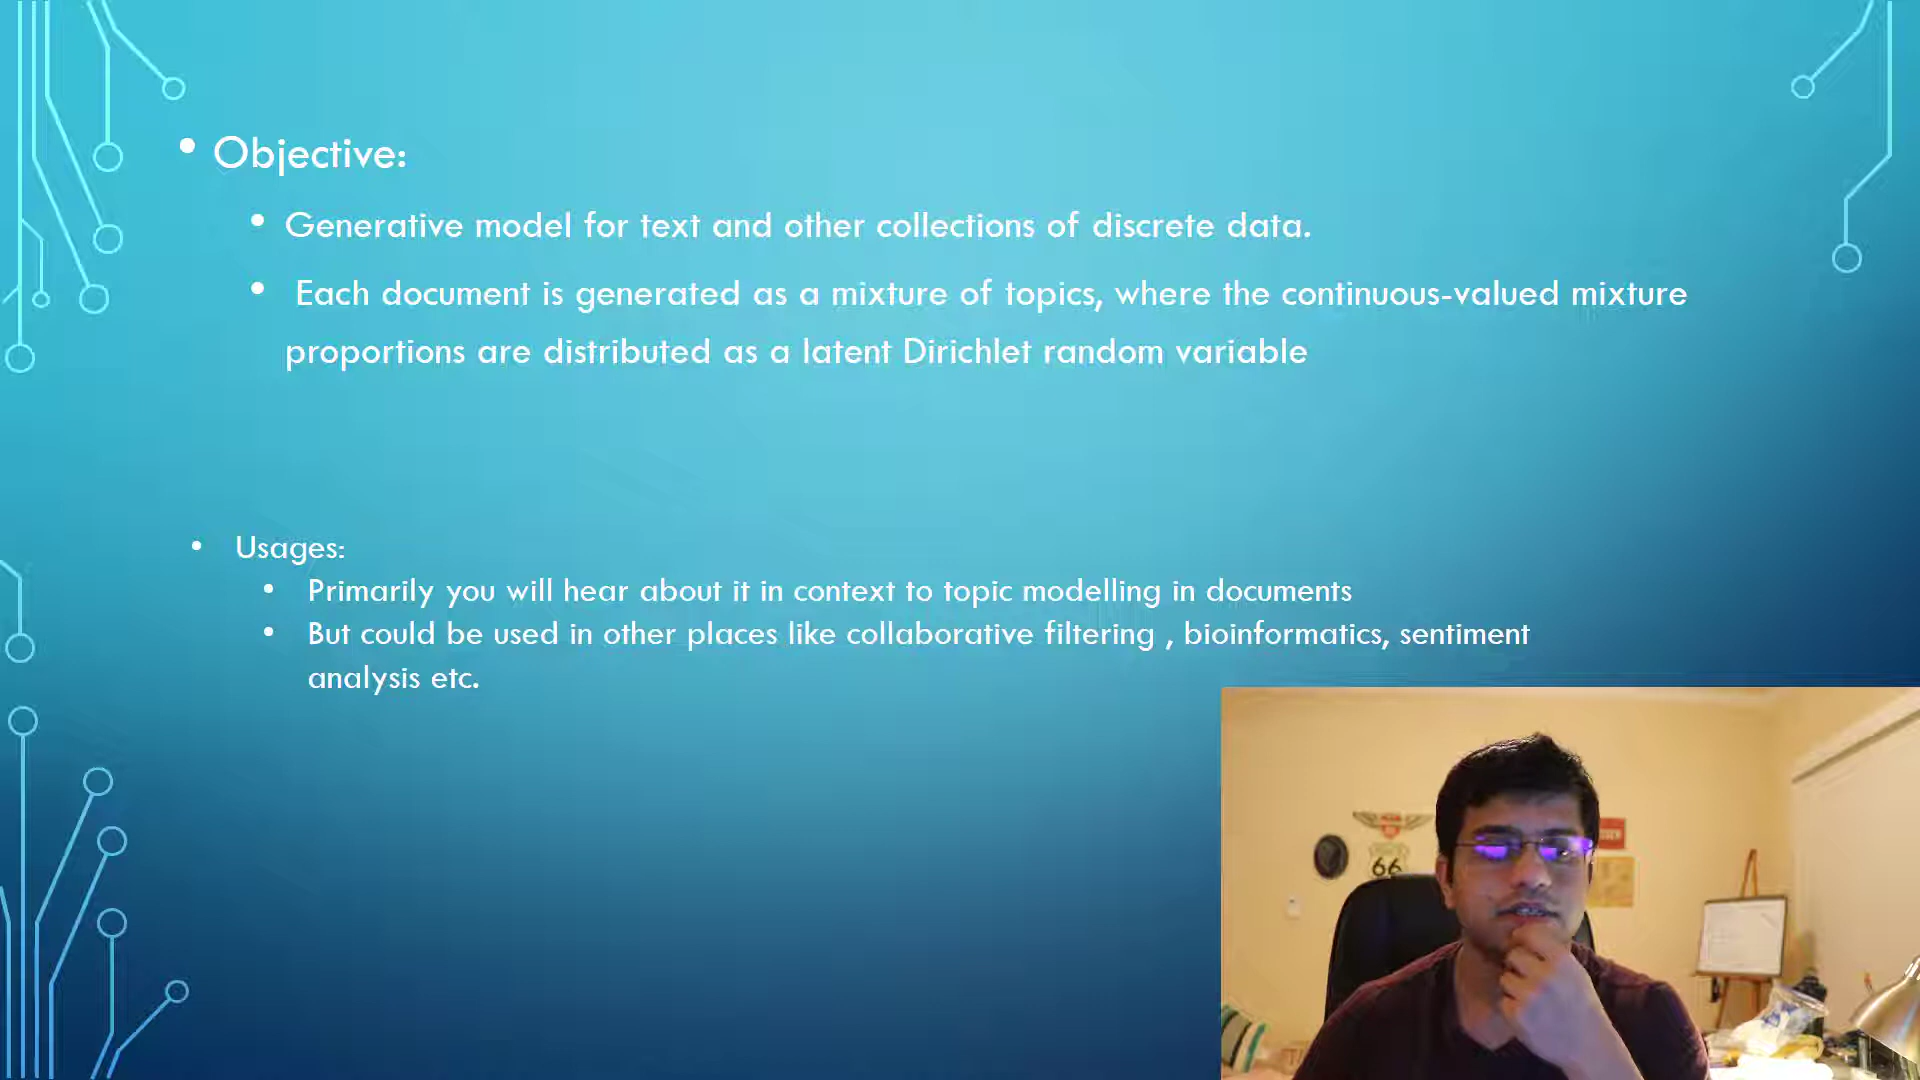 • Objective:
• Generative model for text and other collections of discrete data.
• Each document is generated as a mixture of topics, where the continuous-valued mixture
proportions are distributed as a latent Dirichlet random variable
• Usages:
• Primarily you will hear about it in context to topic modelling in documents
• But could be used in other places like collaborative filtering , bioinformatics, sentiment
analysis etc.
66